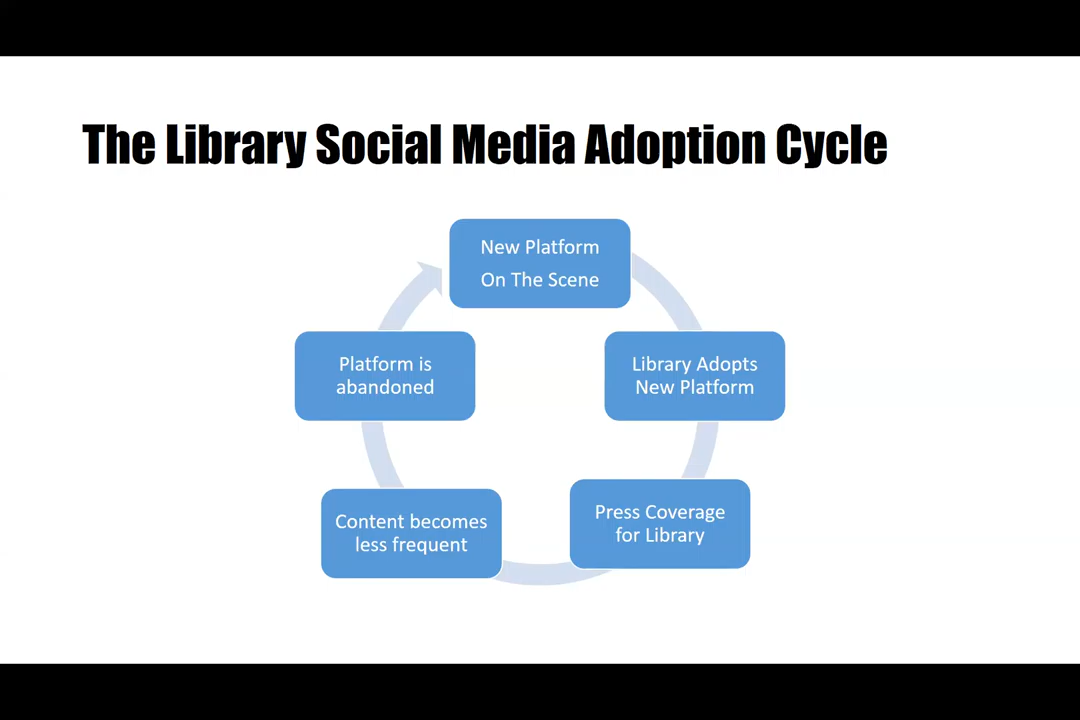 The Library Social Media Adoption Cycle
New Platform
On The Scene
Library Adopts
New Platform
Press Coverage
for Library
Content becomes
less frequent
Platform is
abandoned